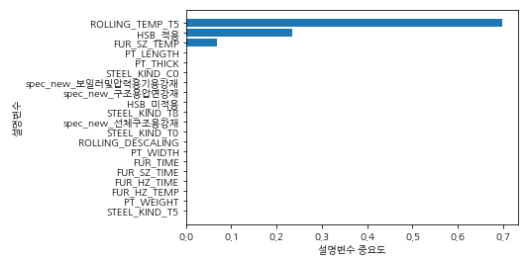 ROLLING_TEMP_T5
HSB_적용
FUR_SZ_TEMP
PT_LENGTH
PT_THICK
STEEL_KIND_C0
spec_new_보일러및압력용기용강재
spec_new_구조용압연강재
HSB_미적용
STEEL_KIND_T8
spec_new_선체구조용강재
STEEL_KIND_T0
ROLLING_DESCALING
PT_WIDTH
FUR_TIME
FUR_SZ_TIME
FUR_HZ_TIME
FUR_HZ_TEMP
PT_WEIGHT
STEEL_KIND_T5
설명변수
0,0 0,1 0,2 0,3 0,4 0,5 0,6 0,7
설명변수 중요도